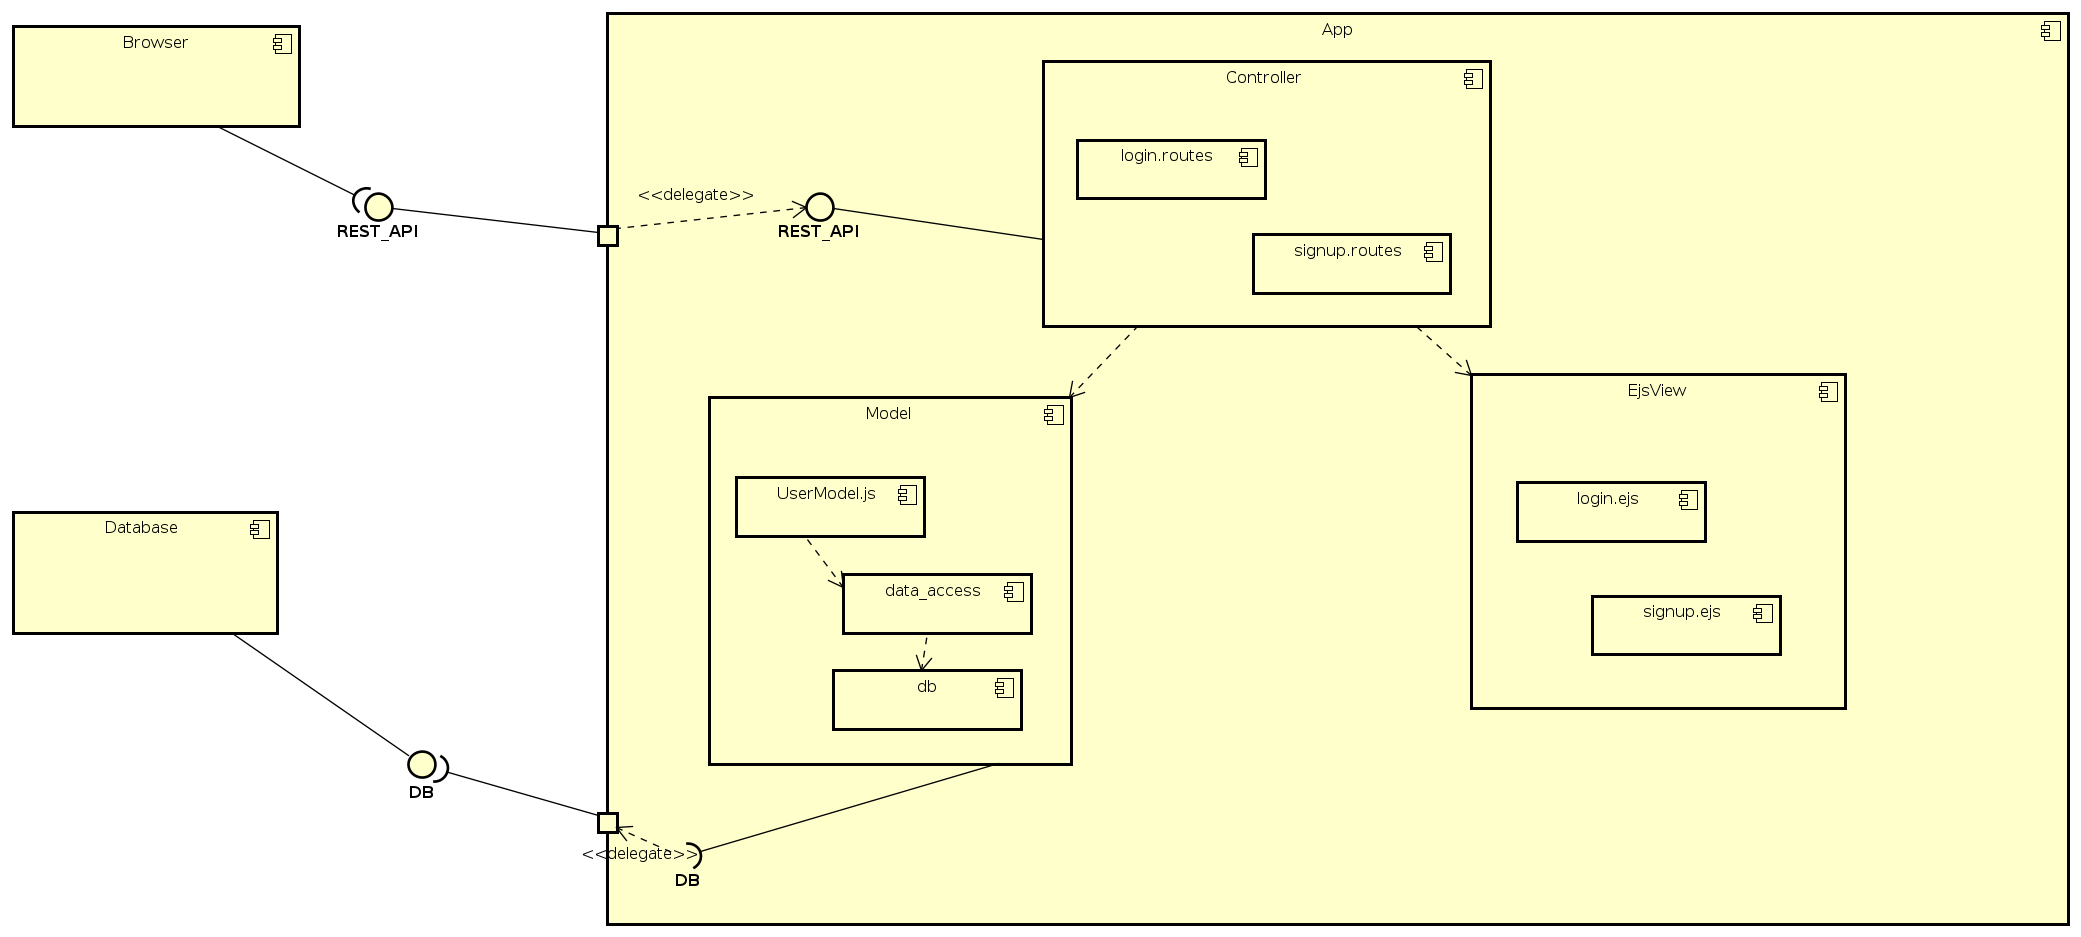 App
Browser
Controller
login.routes
<<delegate>>
REST_API
REST_API
signup.routes
EjsView
Model
UserModel.js
login.ejs
Database
data_access
signup.ejs
db
DB
<<delegate>>
DB